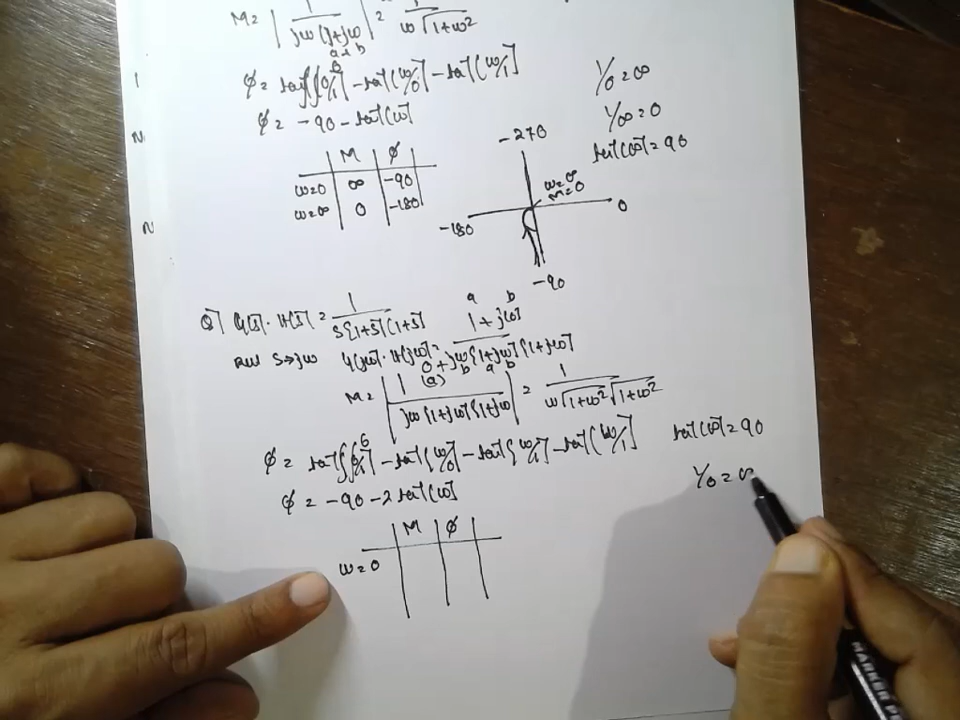 M = | 1 / jω(1+jω) | = 1 / ω√1+ω²
a+b
φ = tan⁻¹[0/1] - tan⁻¹[ω/0] - tan⁻¹[ω/1]
φ = -90 - tan⁻¹[ω]
1/0 = ∞
1/∞ = 0
tan⁻¹[∞] = 90
M φ
ω=0 ∞ -90
ω=∞ 0 -180
-270
ω=∞
M=0
0
-180
-90
Q] G[s]·H[s] = 1 / s{1+s}{1+s}
a b
1+j[0]
Put s→jω G[jω]·H[jω] = 0+jω{1+jω}{1+jω}
(a) b a b
M = | 1 / jω{1+jω}{1+jω} | = 1 / ω√1+ω² √1+ω²
φ = tan⁻¹[0/1] - tan⁻¹[ω/0] - tan⁻¹[ω/1] - tan⁻¹[ω/1]
tan⁻¹[∞] = 90
φ = -90 - 2 tan⁻¹[ω]
1/0 = ∞
M φ
ω=0
MARKER
N
N